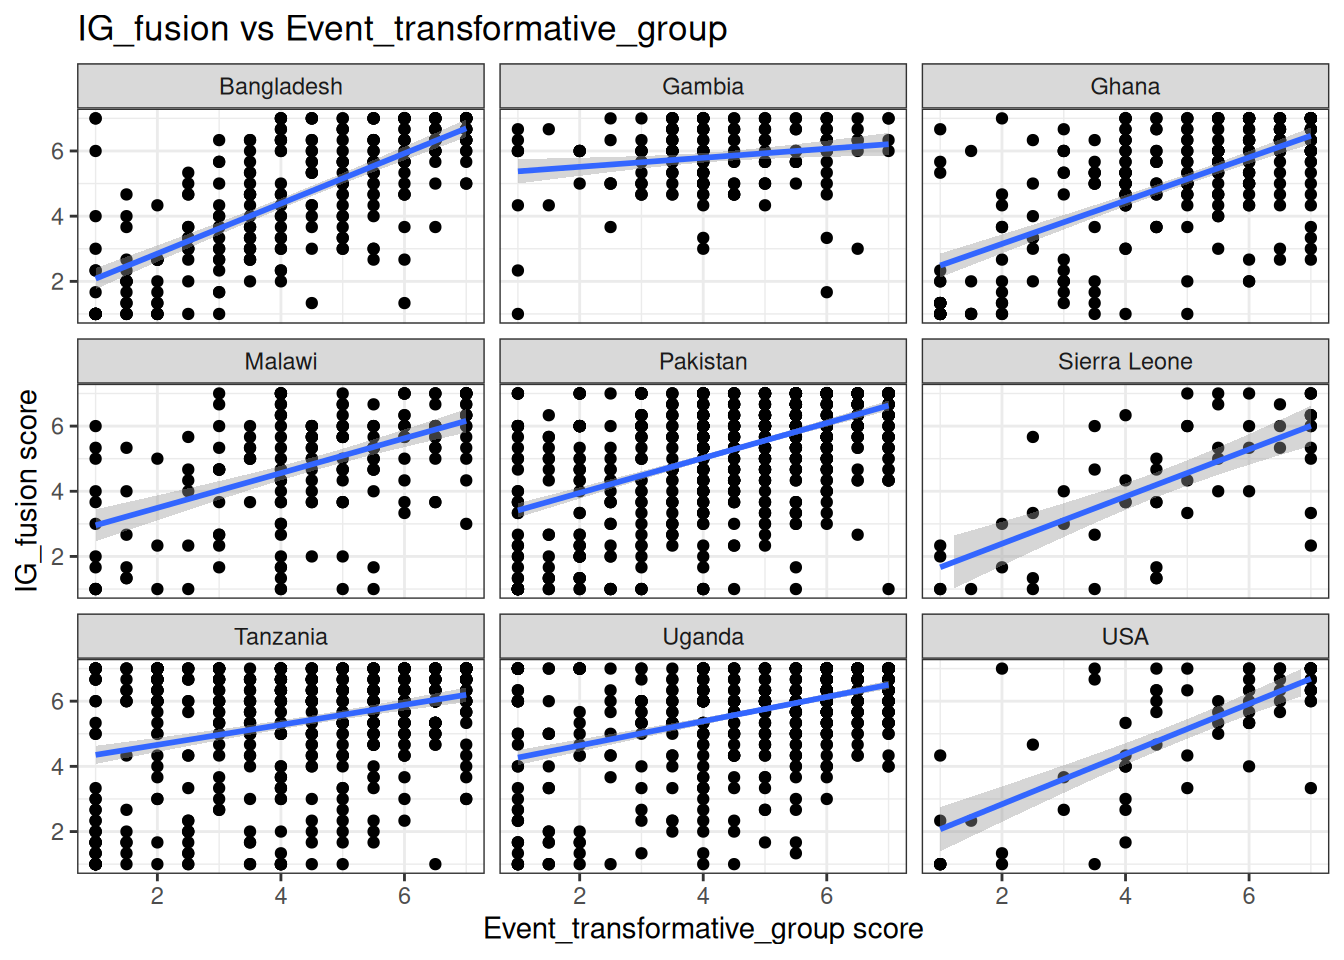 IG_fusion vs Event_transformative_group
Bangladesh
Gambia
Ghana
6
4
2
Malawi
Pakistan
Sierra Leone
6
4
2
Tanzania
Uganda
USA
6
4
2
2 4 6 2 4 6 2 4 6
Event_transformative_group score
IG_fusion score